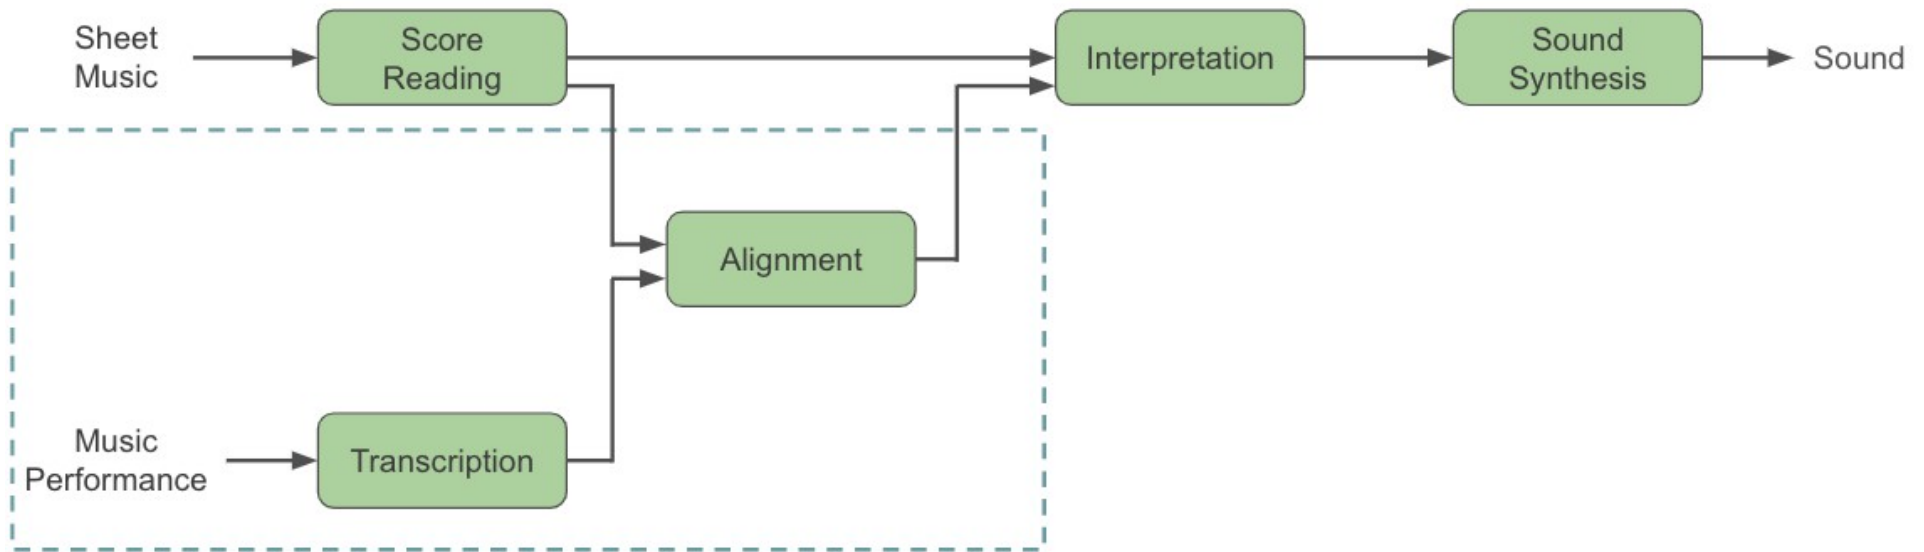 Sheet
Music
Score
Reading
Interpretation
Sound
Synthesis
Sound
Alignment
Music
Performance
Transcription